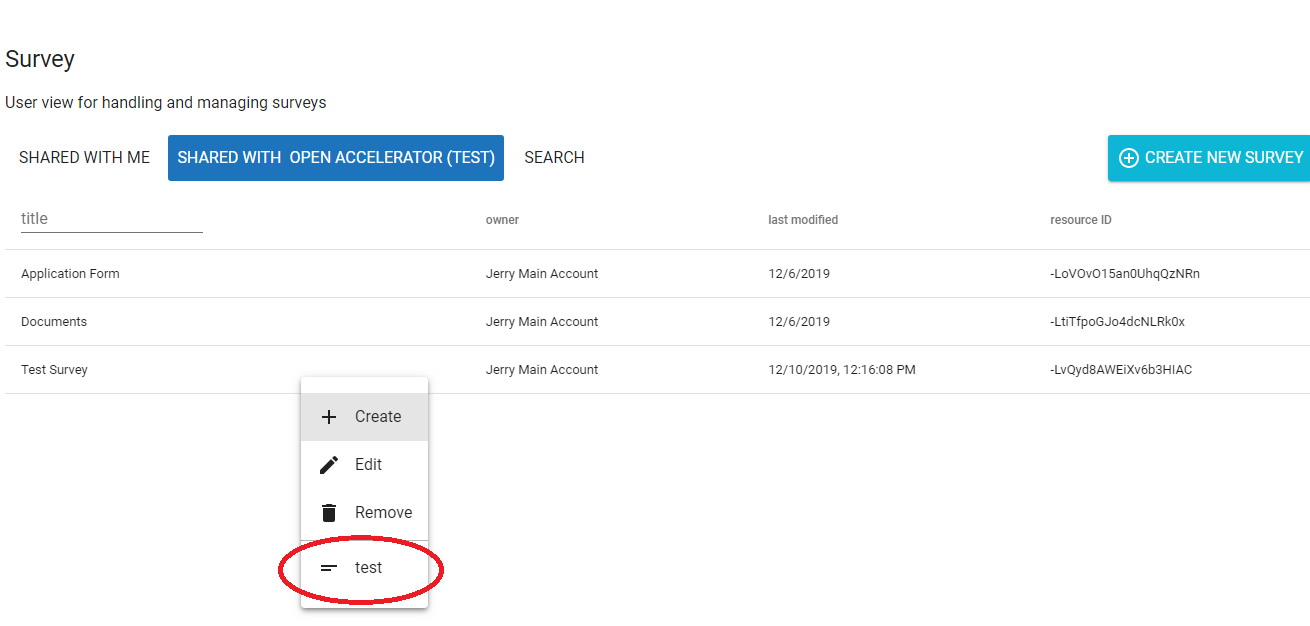 Survey
User view for handling and managing surveys
SHARED WITH ME SHARED WITH OPEN ACCELERATOR (TEST) SEARCH CREATE NEW SURVEY
title owner last modified resource ID
Application Form Jerry Main Account 12/6/2019 -LoVOvO15an0UhqQzNRn
Documents Jerry Main Account 12/6/2019 -LtiTfpoGJo4dcNLRk0x
Test Survey Jerry Main Account 12/10/2019, 12:16:08 PM -LvQyd8AWEiXv6b3HIAC
Create
Edit
Remove
test